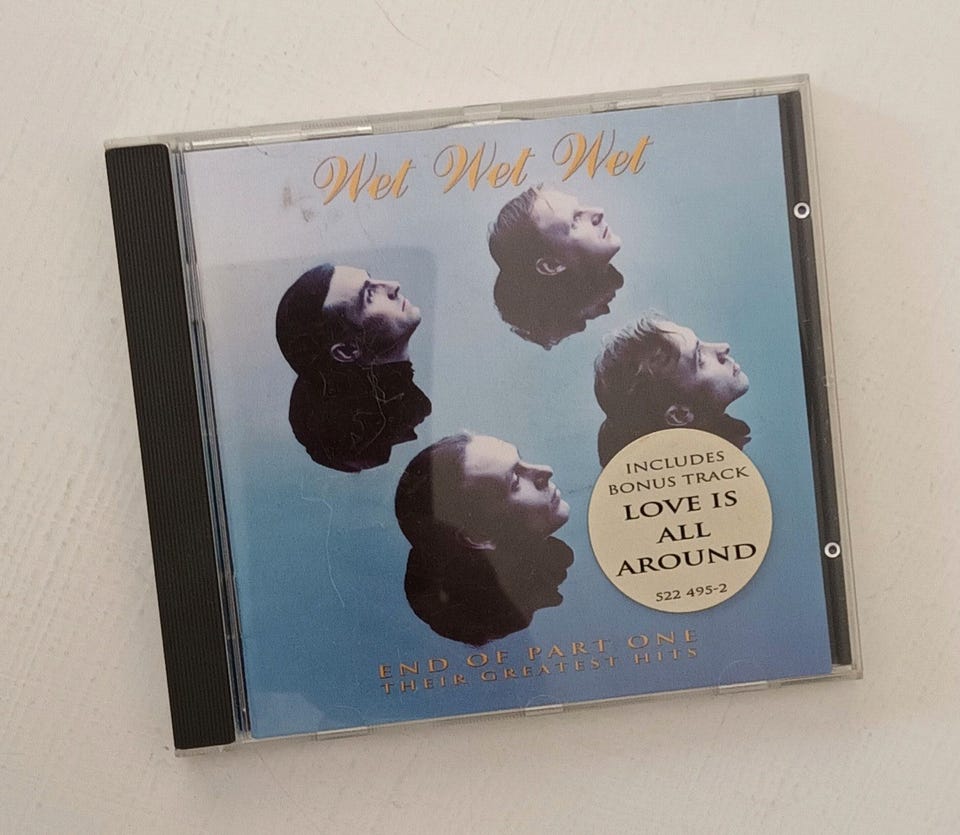 Wet Wet Wet
INCLUDES
BONUS TRACK
LOVE IS
ALL
AROUND
522 495-2
END OF PART ONE
THEIR GREATEST HITS